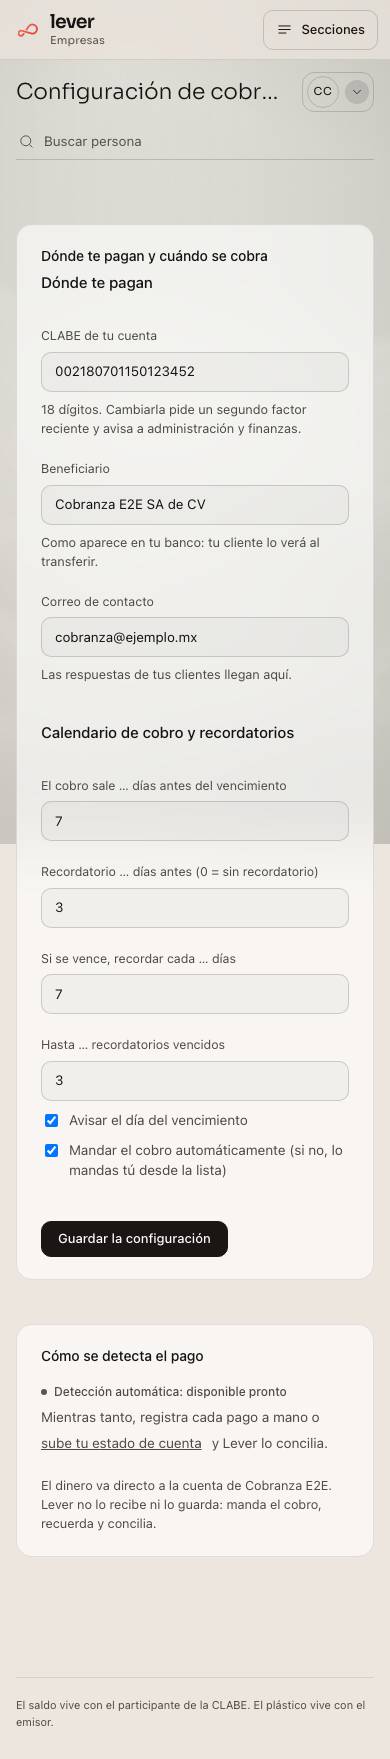 lever
Empresas
Secciones
Configuración de cobr...
CC
Buscar persona
Dónde te pagan y cuándo se cobra
Dónde te pagan
CLABE de tu cuenta
002180701150123452
18 dígitos. Cambiarla pide un segundo factor
reciente y avisa a administración y finanzas.
Beneficiario
Cobranza E2E SA de CV
Como aparece en tu banco: tu cliente lo verá al
transferir.
Correo de contacto
cobranza@ejemplo.mx
Las respuestas de tus clientes llegan aquí.
Calendario de cobro y recordatorios
El cobro sale ... días antes del vencimiento
7
Recordatorio ... días antes (0 = sin recordatorio)
3
Si se vence, recordar cada ... días
7
Hasta ... recordatorios vencidos
3
Avisar el día del vencimiento
Mandar el cobro automáticamente (si no, lo
mandas tú desde la lista)
Guardar la configuración
Cómo se detecta el pago
Detección automática: disponible pronto
Mientras tanto, registra cada pago a mano o
sube tu estado de cuenta y Lever lo concilia.
El dinero va directo a la cuenta de Cobranza E2E.
Lever no lo recibe ni lo guarda: manda el cobro,
recuerda y concilia.
El saldo vive con el participante de la CLABE. El plástico vive con el
emisor.